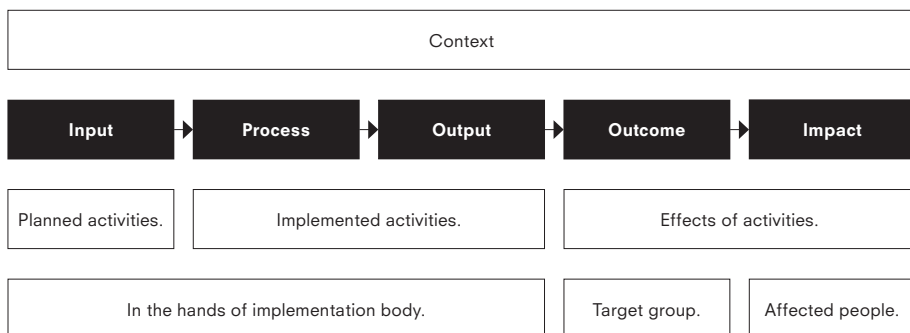 Context
Input
Process
Output
Outcome
Impact
Planned activities.
Implemented activities.
Effects of activities.
In the hands of implementation body.
Target group.
Affected people.